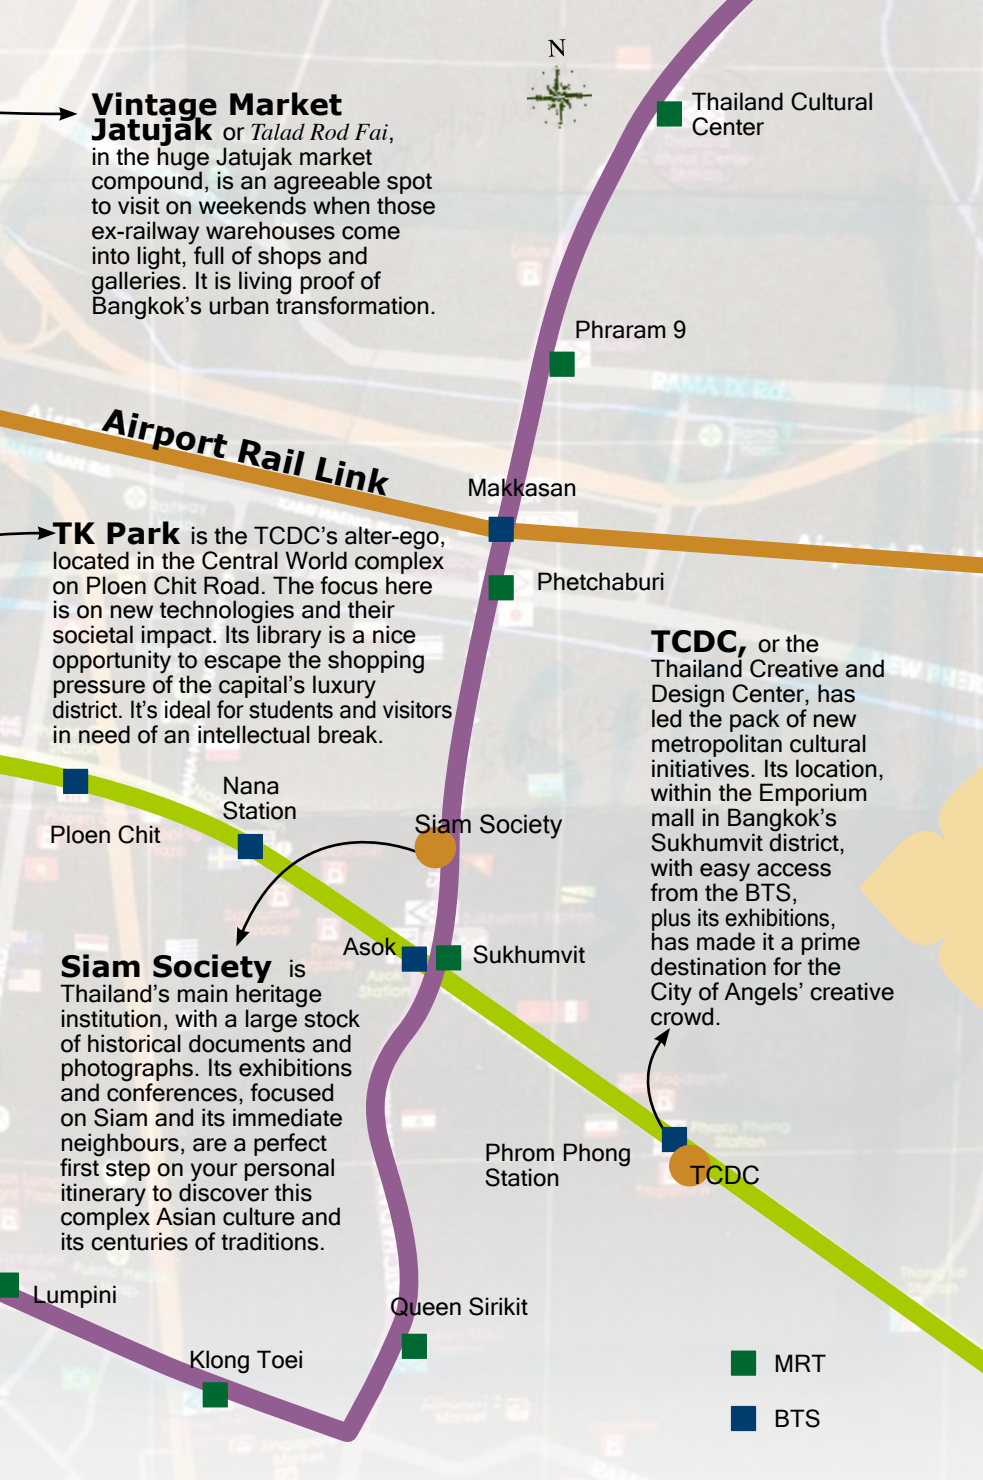 N
Thailand Cultural
Center
Vintage Market
Jatujak or Talad Rod Fai,
in the huge Jatujak market
compound, is an agreeable spot
to visit on weekends when those
ex-railway warehouses come
into light, full of shops and
galleries. It is living proof of
Bangkok’s urban transformation.
Phraram 9
RAMA IX Rd.
Airport Rail Link
Makkasan
TK Park is the TCDC’s alter-ego,
located in the Central World complex
on Ploen Chit Road. The focus here
is on new technologies and their
societal impact. Its library is a nice
opportunity to escape the shopping
pressure of the capital’s luxury
district. It’s ideal for students and visitors
in need of an intellectual break.
Phetchaburi
TCDC, or the
Thailand Creative and
Design Center, has
led the pack of new
metropolitan cultural
initiatives. Its location,
within the Emporium
mall in Bangkok’s
Sukhumvit district,
with easy access
from the BTS,
plus its exhibitions,
has made it a prime
destination for the
City of Angels’ creative
crowd.
Nana
Station
Ploen Chit
Siam Society
Asok
Sukhumvit
Siam Society is
Thailand’s main heritage
institution, with a large stock
of historical documents and
photographs. Its exhibitions
and conferences, focused
on Siam and its immediate
neighbours, are a perfect
first step on your personal
itinerary to discover this
complex Asian culture and
its centuries of traditions.
Phrom Phong
Station
TCDC
Lumpini
Queen Sirikit
Klong Toei
MRT
BTS